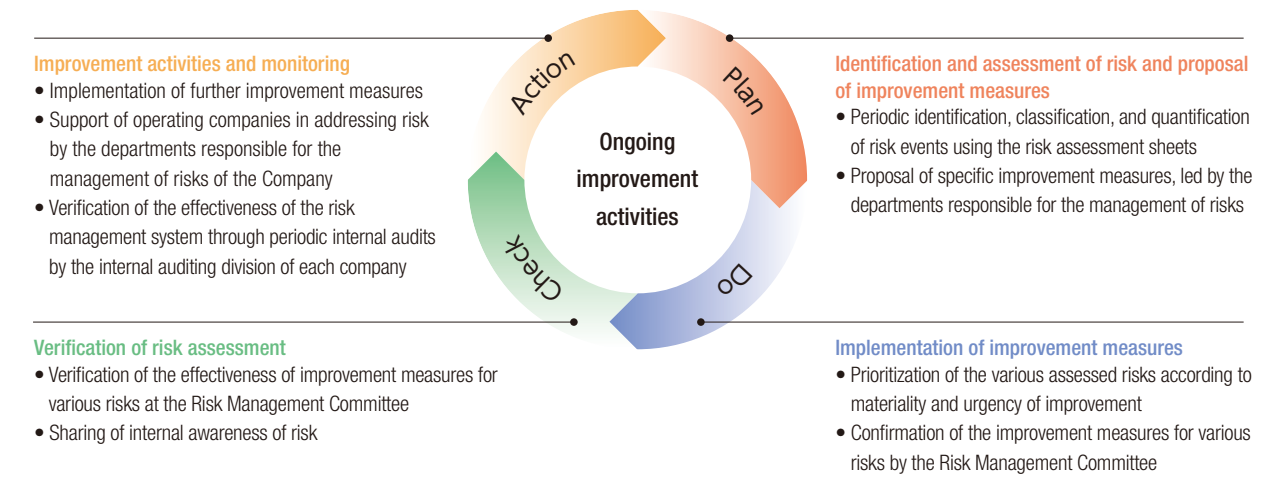 Improvement activities and monitoring
• Implementation of further improvement measures
• Support of operating companies in addressing risk
by the departments responsible for the
management of risks of the Company
• Verification of the effectiveness of the risk
management system through periodic internal audits
by the internal auditing division of each company
Action
Plan
Ongoing
improvement
activities
Check
Do
Identification and assessment of risk and proposal
of improvement measures
• Periodic identification, classification, and quantification
of risk events using the risk assessment sheets
• Proposal of specific improvement measures, led by the
departments responsible for the management of risks
Verification of risk assessment
• Verification of the effectiveness of improvement measures for
various risks at the Risk Management Committee
• Sharing of internal awareness of risk
Implementation of improvement measures
• Prioritization of the various assessed risks according to
materiality and urgency of improvement
• Confirmation of the improvement measures for various
risks by the Risk Management Committee